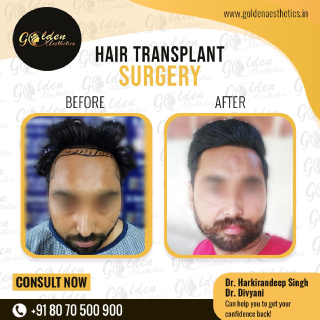 Golden
Aesthetics
www.goldenaesthetics.in
HAIR TRANSPLANT
SURGERY
BEFORE
AFTER
CONSULT NOW
+91 80 70 500 900
Dr. Harkirandeep Singh
Dr. Divyani
Can help you to get your
confidence back!